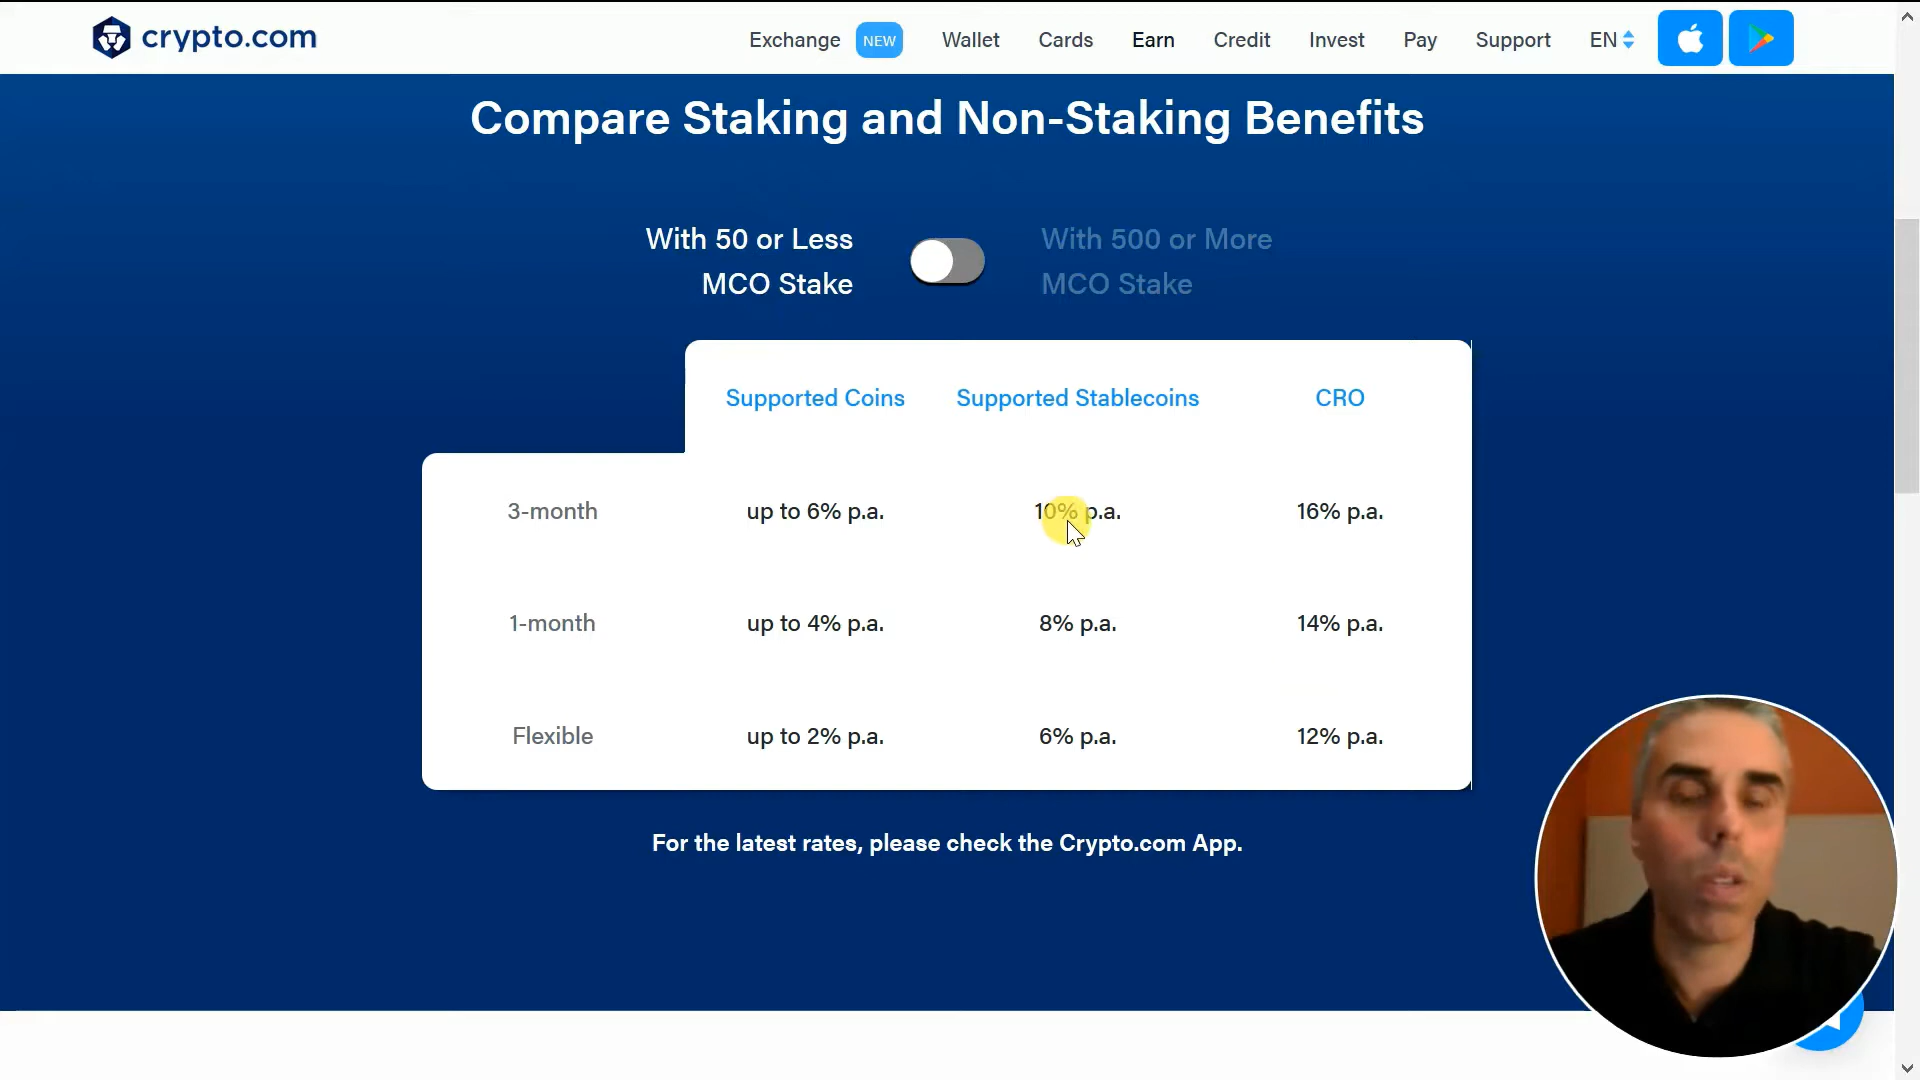 crypto.com
Exchange NEW Wallet Cards Earn Credit Invest Pay Support EN
Compare Staking and Non-Staking Benefits
With 50 or Less
MCO Stake
With 500 or More
MCO Stake
Supported Coins Supported Stablecoins CRO
3-month up to 6% p.a. 10% p.a. 16% p.a.
1-month up to 4% p.a. 8% p.a. 14% p.a.
Flexible up to 2% p.a. 6% p.a. 12% p.a.
For the latest rates, please check the Crypto.com App.